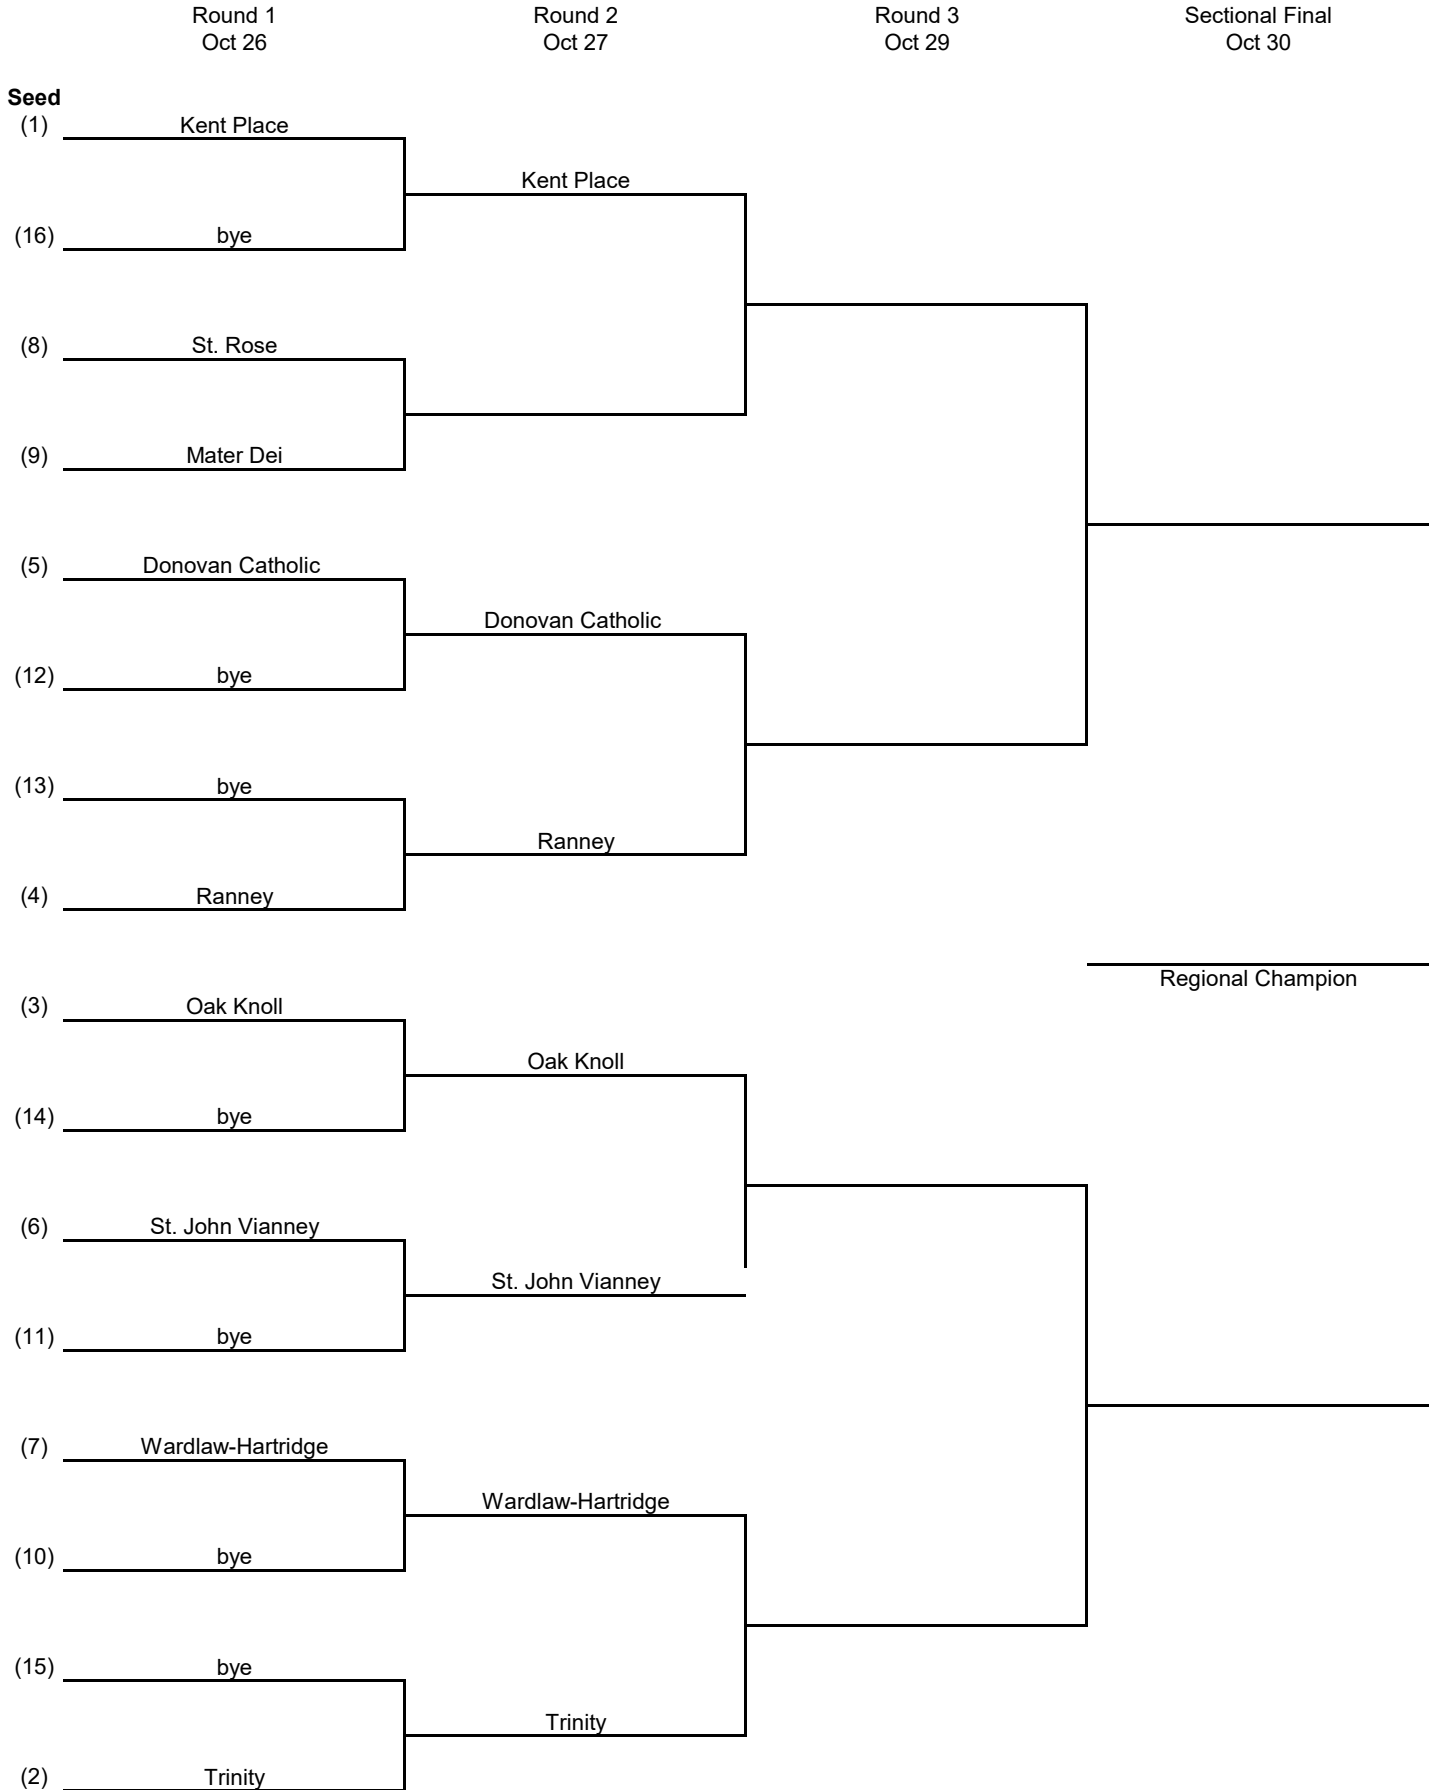 Round 1 Round 2 Round 3 Sectional Final
Oct 26 Oct 27 Oct 29 Oct 30
Seed
(1) Kent Place
Kent Place
(16) bye
(8) St. Rose
(9) Mater Dei
(5) Donovan Catholic
Donovan Catholic
(12) bye
(13) bye
Ranney
(4) Ranney
Regional Champion
(3) Oak Knoll
Oak Knoll
(14) bye
(6) St. John Vianney
St. John Vianney
(11) bye
(7) Wardlaw-Hartridge
Wardlaw-Hartridge
(10) bye
(15) bye
Trinity
(2) Trinity